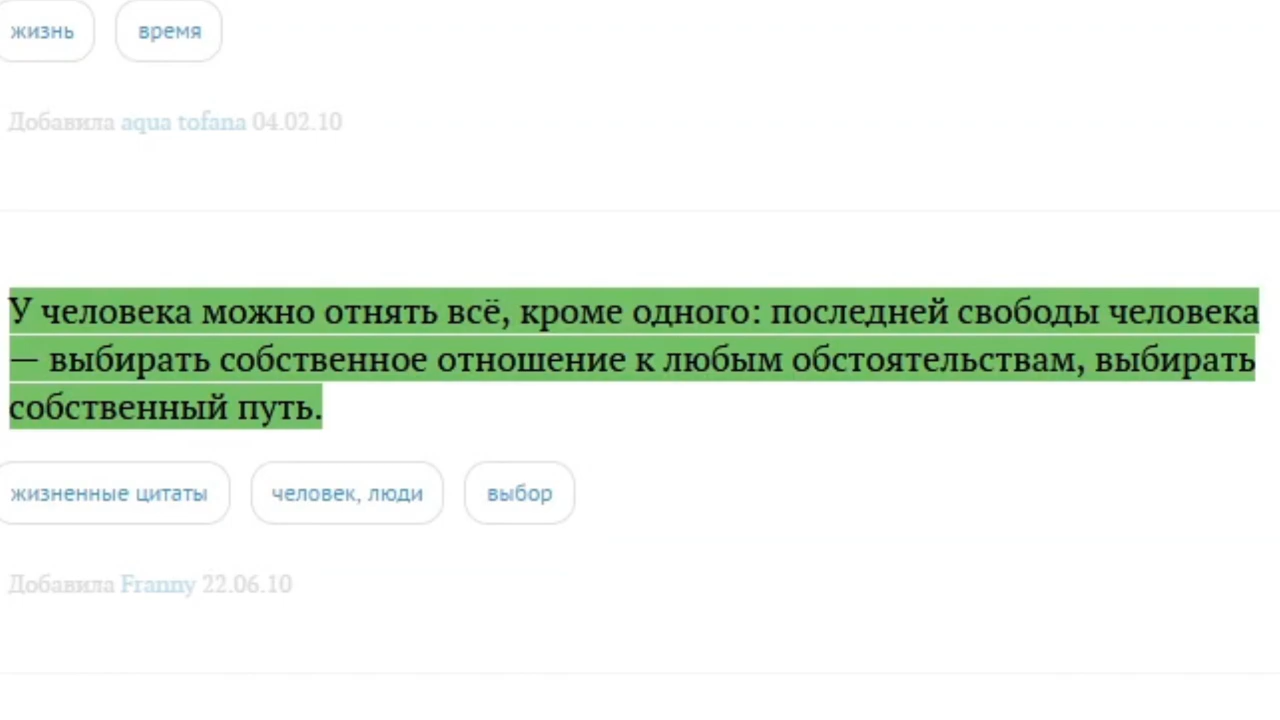 жизнь время
Добавила aqua tofana 04.02.10
У человека можно отнять всё, кроме одного: последней свободы человека
— выбирать собственное отношение к любым обстоятельствам, выбирать
собственный путь.
жизненные цитаты человек, люди выбор
Добавила Franny 22.06.10